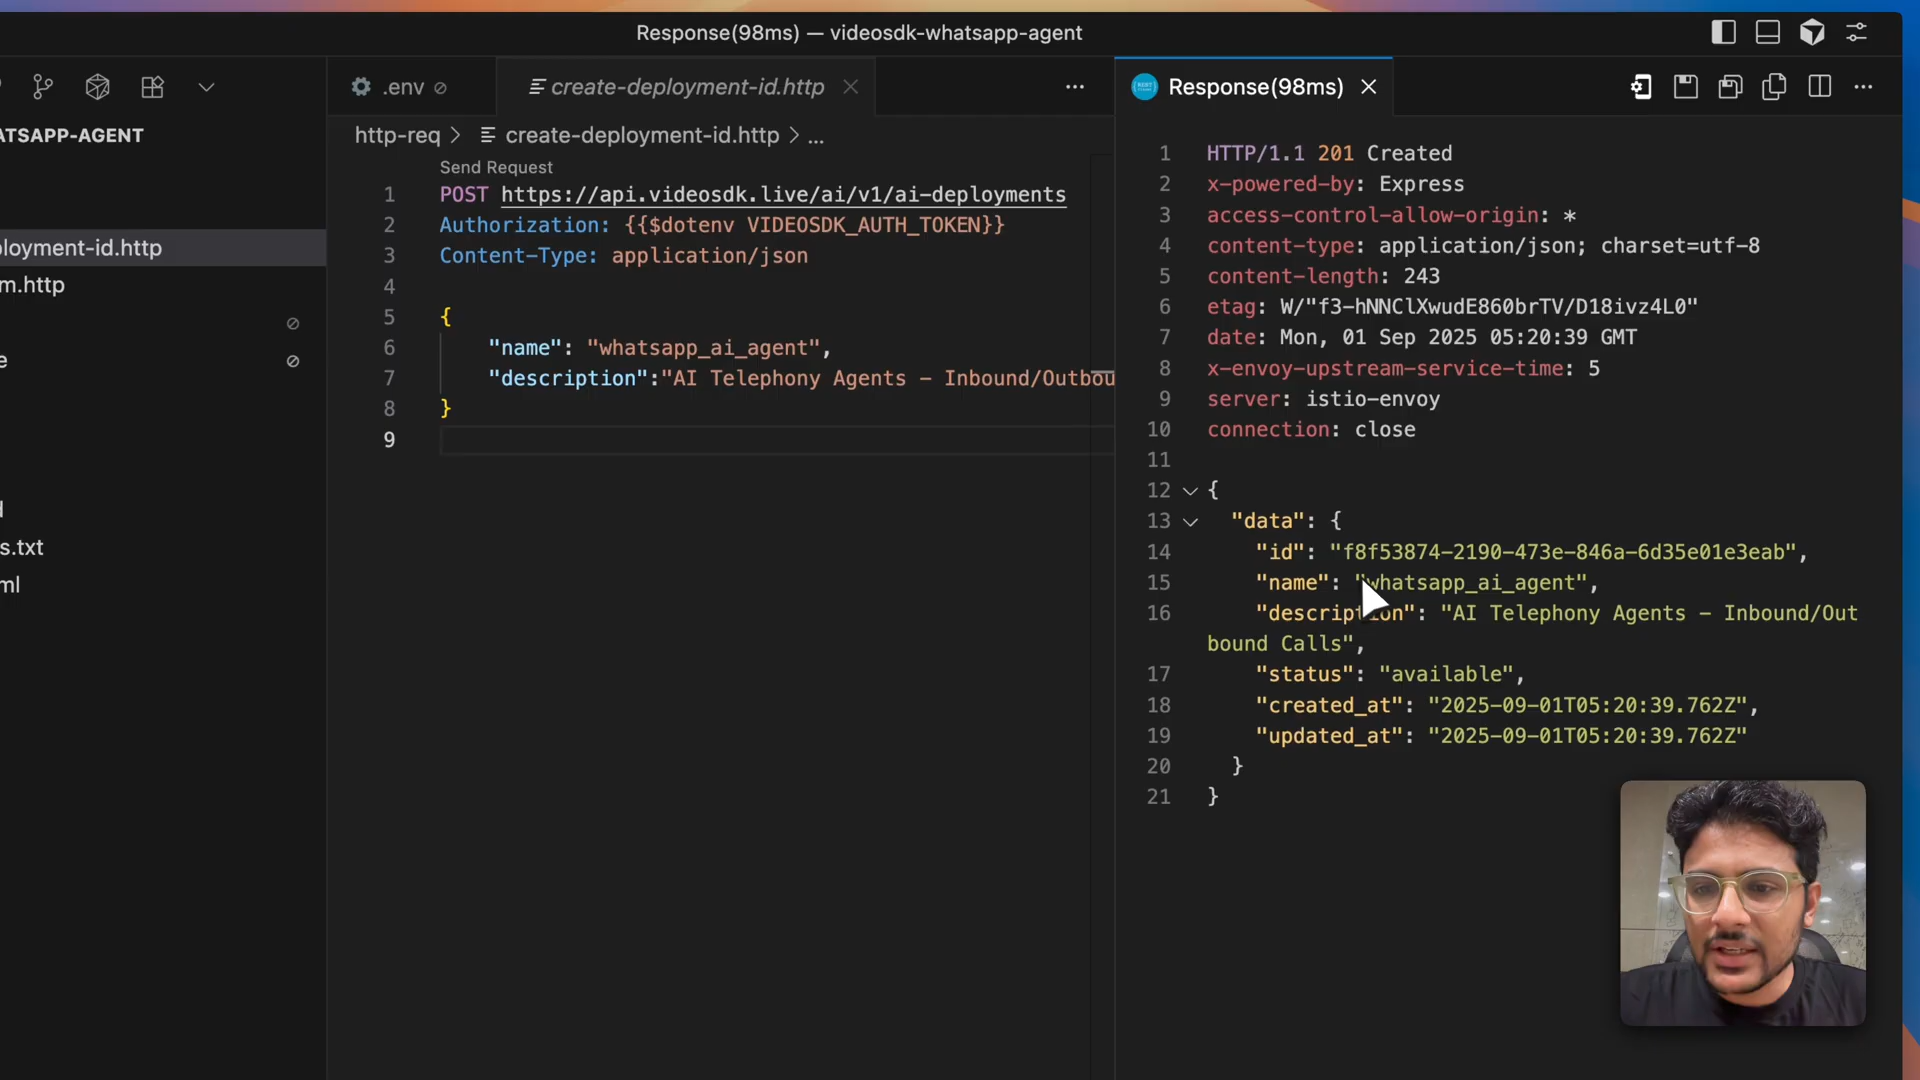 Response(98ms) — videosdk-whatsapp-agent
ATSAPP-AGENT
ployment-id.http
m.http
e
d
s.txt
ml
.env
create-deployment-id.http
http-req > create-deployment-id.http > ...
Send Request
1 POST https://api.videosdk.live/ai/v1/ai-deployments
2 Authorization: {{$dotenv VIDEOSDK_AUTH_TOKEN}}
3 Content-Type: application/json
4
5 {
6 "name": "whatsapp_ai_agent",
7 "description":"AI Telephony Agents – Inbound/Outbou
8 }
9
Response(98ms)
1 HTTP/1.1 201 Created
2 x-powered-by: Express
3 access-control-allow-origin: *
4 content-type: application/json; charset=utf-8
5 content-length: 243
6 etag: W/"f3-hNNClXwudE860brTV/D18ivz4L0"
7 date: Mon, 01 Sep 2025 05:20:39 GMT
8 x-envoy-upstream-service-time: 5
9 server: istio-envoy
10 connection: close
11
12 {
13 "data": {
14 "id": "f8f53874-2190-473e-846a-6d35e01e3eab",
15 "name": "whatsapp_ai_agent",
16 "description": "AI Telephony Agents – Inbound/Out
bound Calls",
17 "status": "available",
18 "created_at": "2025-09-01T05:20:39.762Z",
19 "updated_at": "2025-09-01T05:20:39.762Z"
20 }
21 }